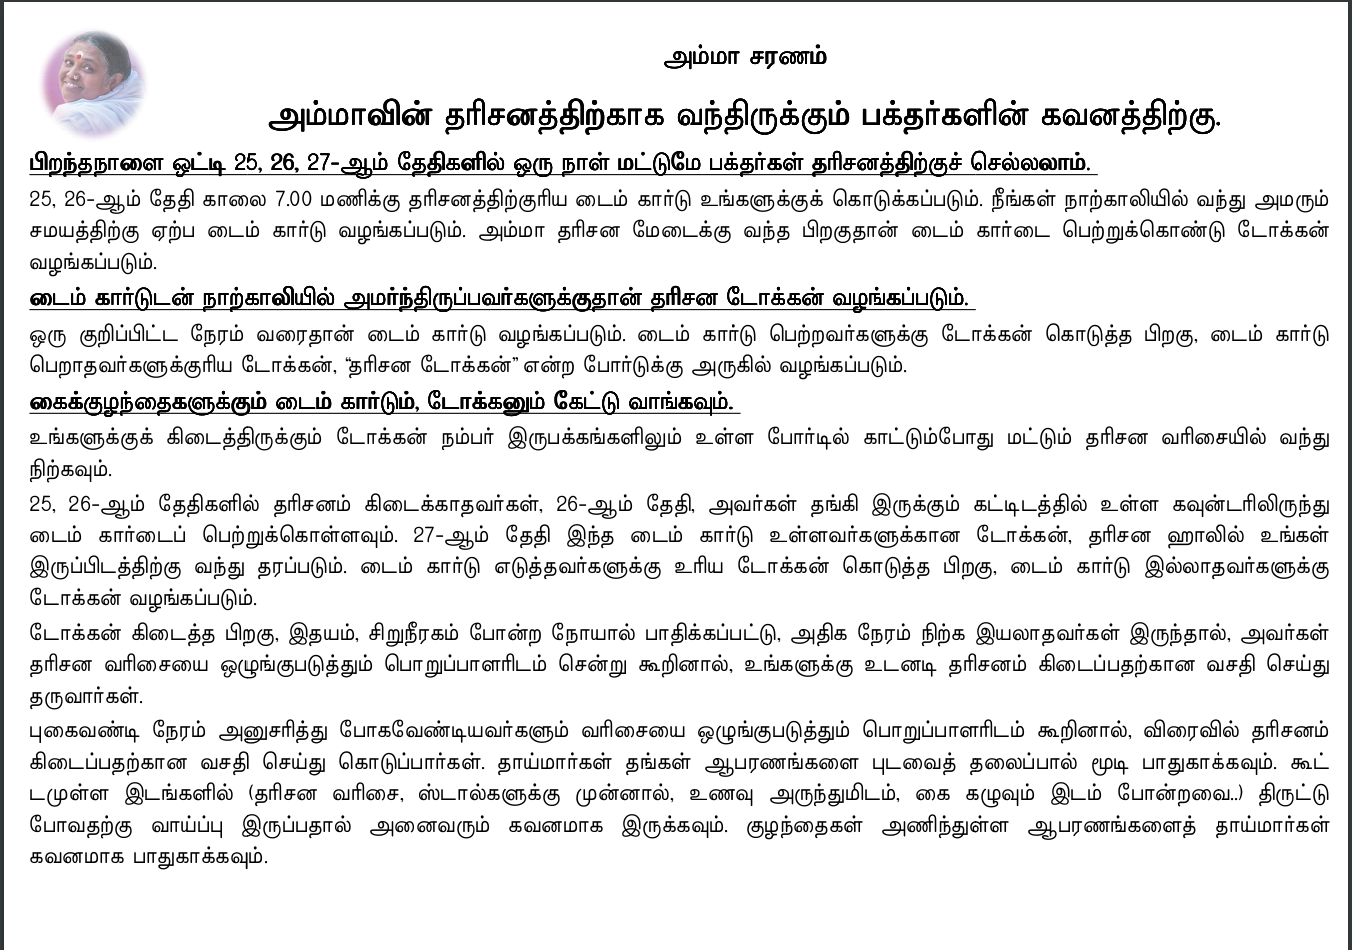 அம்மா சரணம்
அம்மாவின் தரிசனத்திற்காக வந்திருக்கும் பக்தர்களின் கவனத்திற்கு.
பிறந்தநாளை ஒட்டி 25, 26, 27-ஆம் தேதிகளில் ஒரு நாள் மட்டுமே பக்தர்கள் தரிசனத்திற்குச் செல்லலாம்.
25, 26-ஆம் தேதி காலை 7.00 மணிக்கு தரிசனத்திற்குரிய டைம் கார்டு உங்களுக்குக் கொடுக்கப்படும். நீங்கள் நாற்காலியில் வந்து அமரும்
சமயத்திற்கு ஏற்ப டைம் கார்டு வழங்கப்படும். அம்மா தரிசன மேடைக்கு வந்த பிறகுதான் டைம் கார்டை பெற்றுக்கொண்டு டோக்கன்
வழங்கப்படும்.
டைம் கார்டுடன் நாற்காலியில் அமர்ந்திருப்பவர்களுக்குதான் தரிசன டோக்கன் வழங்கப்படும்.
ஒரு குறிப்பிட்ட நேரம் வரைதான் டைம் கார்டு வழங்கப்படும். டைம் கார்டு பெற்றவர்களுக்கு டோக்கன் கொடுத்த பிறகு, டைம் கார்டு
பெறாதவர்களுக்குரிய டோக்கன், “தரிசன டோக்கன்” என்ற போர்டுக்கு அருகில் வழங்கப்படும்.
கைக்குழந்தைகளுக்கும் டைம் கார்டும், டோக்கனும் கேட்டு வாங்கவும்.
உங்களுக்குக் கிடைத்திருக்கும் டோக்கன் நம்பர் இருபக்கங்களிலும் உள்ள போர்டில் காட்டும்போது மட்டும் தரிசன வரிசையில் வந்து
நிற்கவும்.
25, 26-ஆம் தேதிகளில் தரிசனம் கிடைக்காதவர்கள், 26-ஆம் தேதி, அவர்கள் தங்கி இருக்கும் கட்டிடத்தில் உள்ள கவுன்டரிலிருந்து
டைம் கார்டைப் பெற்றுக்கொள்ளவும். 27-ஆம் தேதி இந்த டைம் கார்டு உள்ளவர்களுக்கான டோக்கன், தரிசன ஹாலில் உங்கள்
இருப்பிடத்திற்கு வந்து தரப்படும். டைம் கார்டு எடுத்தவர்களுக்கு உரிய டோக்கன் கொடுத்த பிறகு, டைம் கார்டு இல்லாதவர்களுக்கு
டோக்கன் வழங்கப்படும்.
டோக்கன் கிடைத்த பிறகு, இதயம், சிறுநீரகம் போன்ற நோயால் பாதிக்கப்பட்டு, அதிக நேரம் நிற்க இயலாதவர்கள் இருந்தால், அவர்கள்
தரிசன வரிசையை ஒழுங்குபடுத்தும் பொறுப்பாளரிடம் சென்று கூறினால், உங்களுக்கு உடனடி தரிசனம் கிடைப்பதற்கான வசதி செய்து
தருவார்கள்.
புகைவண்டி நேரம் அனுசரித்து போகவேண்டியவர்களும் வரிசையை ஒழுங்குபடுத்தும் பொறுப்பாளரிடம் கூறினால், விரைவில் தரிசனம்
கிடைப்பதற்கான வசதி செய்து கொடுப்பார்கள். தாய்மார்கள் தங்கள் ஆபரணங்களை புடவைத் தலைப்பால் மூடி பாதுகாக்கவும். கூட்
டமுள்ள இடங்களில் (தரிசன வரிசை, ஸ்டால்களுக்கு முன்னால், உணவு அருந்துமிடம், கை கழுவும் இடம் போன்றவை..) திருட்டு
போவதற்கு வாய்ப்பு இருப்பதால் அனைவரும் கவனமாக இருக்கவும். குழந்தைகள் அணிந்துள்ள ஆபரணங்களைத் தாய்மார்கள்
கவனமாக பாதுகாக்கவும்.